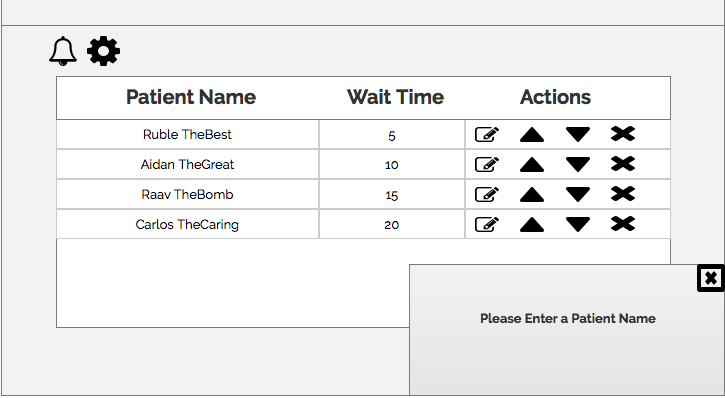 Patient Name Wait Time Actions
Ruble TheBest 5
Aidan TheGreat 10
Raav TheBomb 15
Carlos TheCaring 20
Please Enter a Patient Name